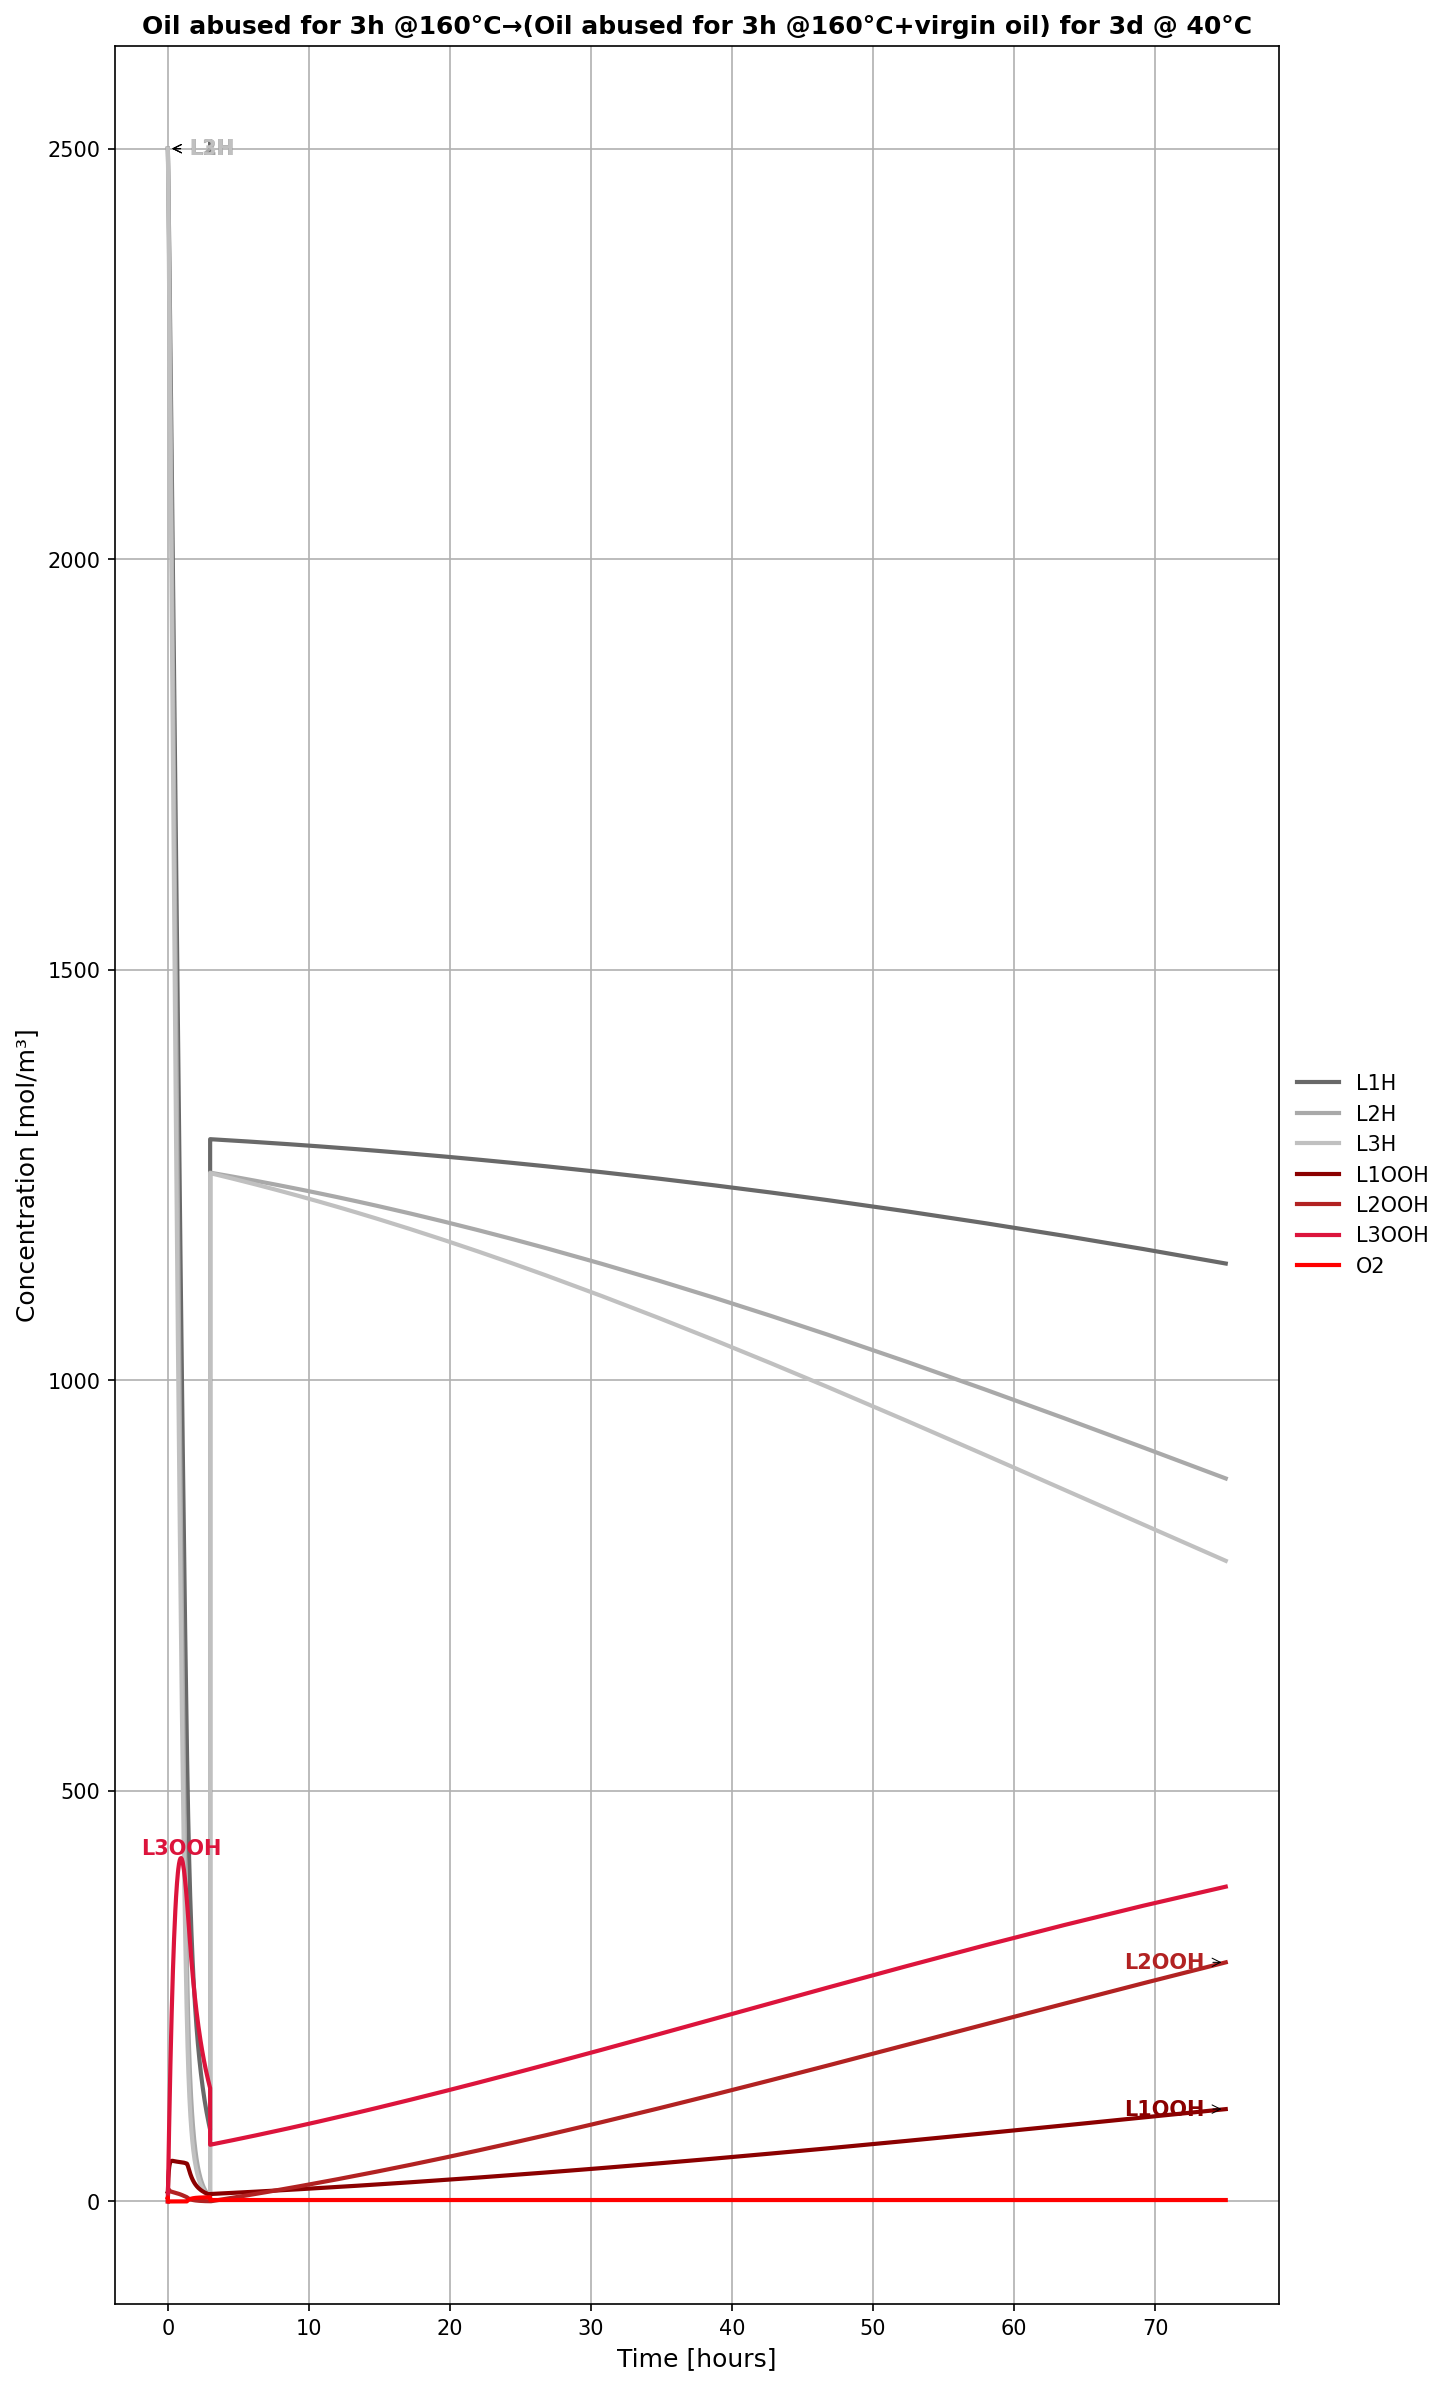 Oil abused for 3h @160°C→(Oil abused for 3h @160°C+virgin oil) for 3d @ 40°C
2500
2000
1500
1000
500
0
Concentration [mol/m³]
L3OOH
L2OOH
L1OOH
L1H
L2H
L3H
L1OOH
L2OOH
L3OOH
O2
0 10 20 30 40 50 60 70
Time [hours]